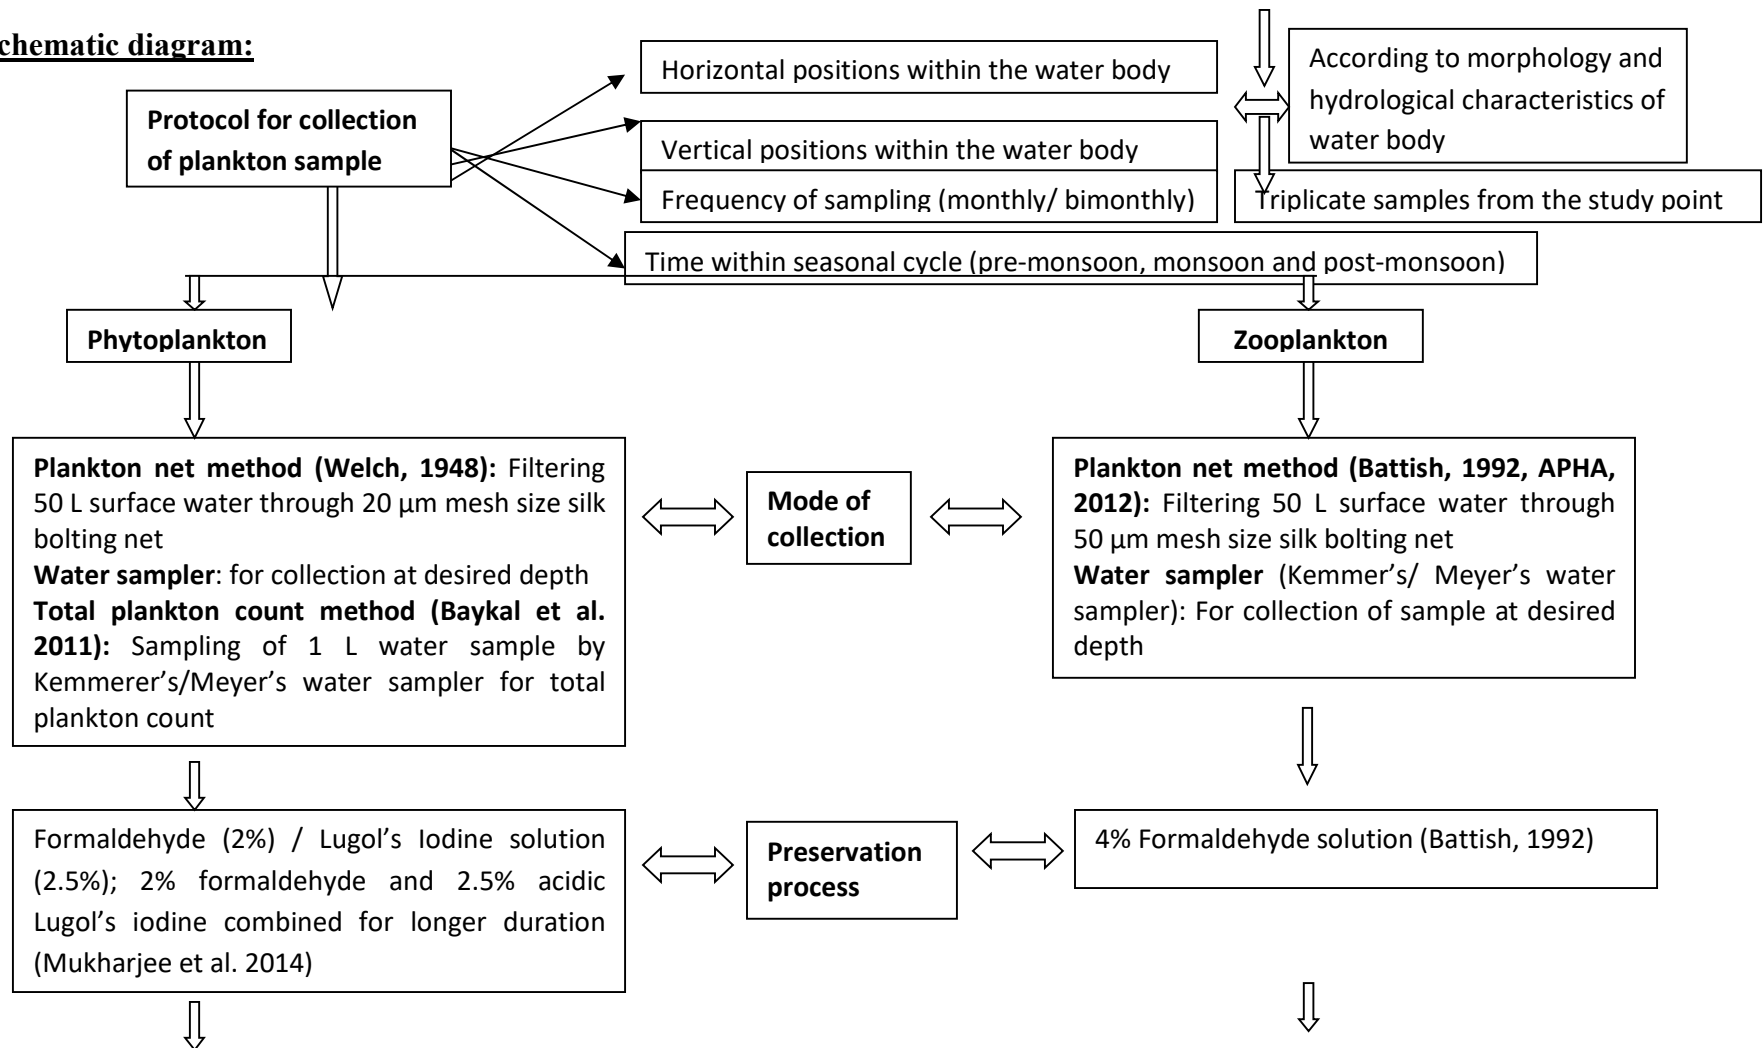 chematic diagram:
Protocol for collection
of plankton sample
Horizontal positions within the water body
Vertical positions within the water body
Frequency of sampling (monthly/ bimonthly)
Time within seasonal cycle (pre-monsoon, monsoon and post-monsoon)
According to morphology and
hydrological characteristics of
water body
Triplicate samples from the study point
Phytoplankton
Zooplankton
Plankton net method (Welch, 1948): Filtering
50 L surface water through 20 µm mesh size silk
bolting net
Water sampler: for collection at desired depth
Total plankton count method (Baykal et al.
2011): Sampling of 1 L water sample by
Kemmerer’s/Meyer’s water sampler for total
plankton count
Mode of
collection
Plankton net method (Battish, 1992, APHA,
2012): Filtering 50 L surface water through
50 µm mesh size silk bolting net
Water sampler (Kemmer’s/ Meyer’s water
sampler): For collection of sample at desired
depth
Formaldehyde (2%) / Lugol’s Iodine solution
(2.5%); 2% formaldehyde and 2.5% acidic
Lugol’s iodine combined for longer duration
(Mukharjee et al. 2014)
Preservation
process
4% Formaldehyde solution (Battish, 1992)